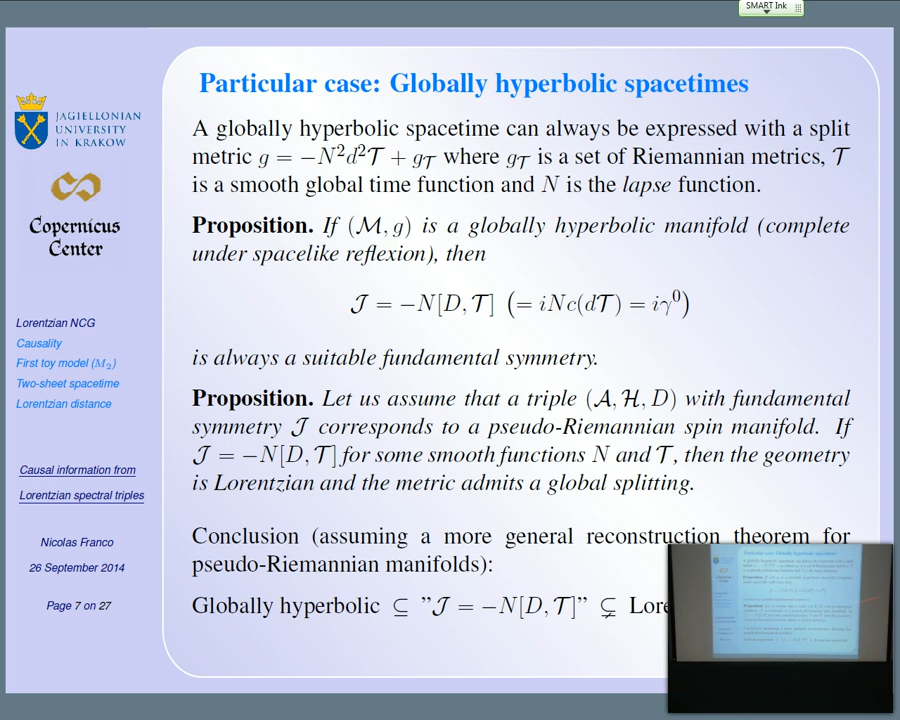 SMART Ink
Particular case: Globally hyperbolic spacetimes
A globally hyperbolic spacetime can always be expressed with a split
metric g = −N²d²𝒯 + g_𝒯 where g_𝒯 is a set of Riemannian metrics, 𝒯
is a smooth global time function and N is the lapse function.
Proposition. If (ℳ, g) is a globally hyperbolic manifold (complete
under spacelike reflexion), then
𝒥 = −N[D, 𝒯] (= iNc(d𝒯) = iγ⁰)
is always a suitable fundamental symmetry.
Proposition. Let us assume that a triple (𝒜, ℋ, D) with fundamental
symmetry 𝒥 corresponds to a pseudo-Riemannian spin manifold. If
𝒥 = −N[D, 𝒯] for some smooth functions N and 𝒯, then the geometry
is Lorentzian and the metric admits a global splitting.
Conclusion (assuming a more general reconstruction theorem for
pseudo-Riemannian manifolds):
Globally hyperbolic ⊆ ”𝒥 = −N[D, 𝒯]” ⊊
JAGIELLONIAN
UNIVERSITY
IN KRAKOW
Copernicus
Center
Lorentzian NCG
Causality
First toy model (M₂)
Two-sheet spacetime
Lorentzian distance
Causal information from
Lorentzian spectral triples
Nicolas Franco
26 September 2014
Page 7 on 27